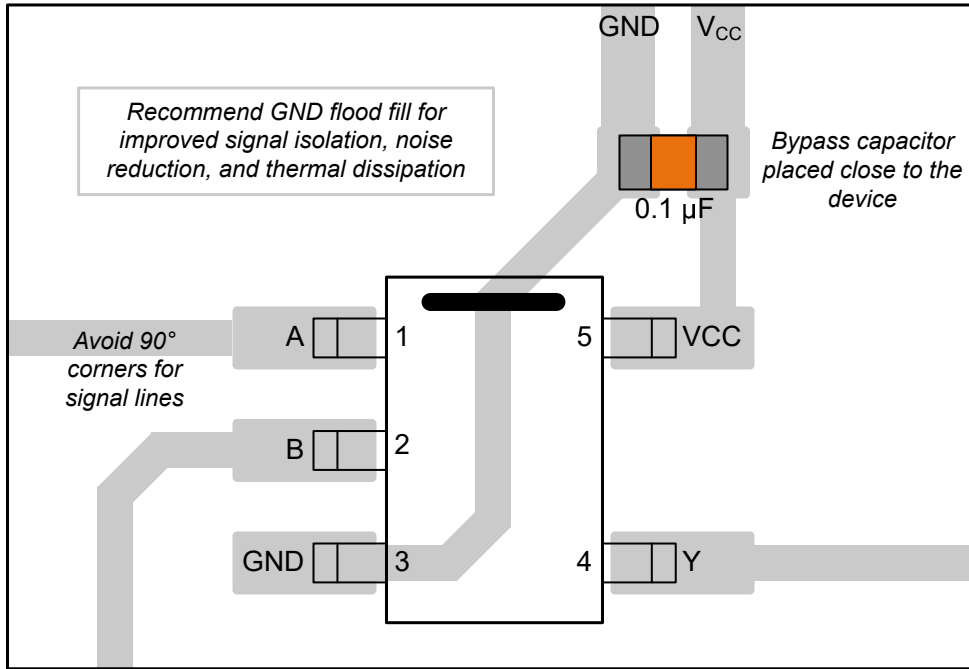 GND
V_CC
Recommend GND flood fill for
improved signal isolation, noise
reduction, and thermal dissipation
Bypass capacitor
placed close to the
device
0.1 µF
A
1
5
VCC
Avoid 90°
corners for
signal lines
B
2
GND
3
4
Y